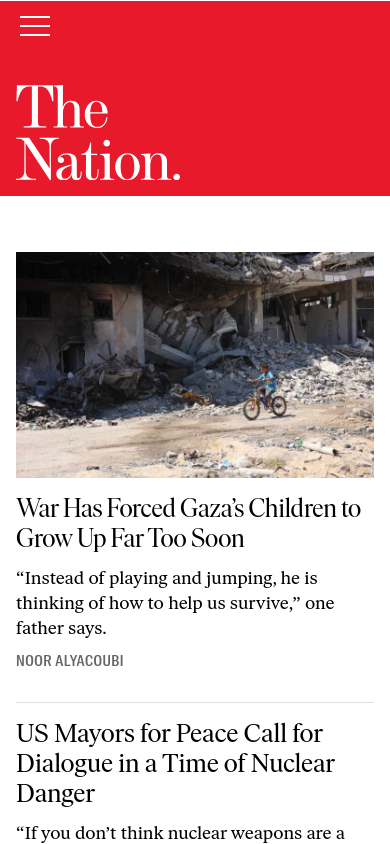 The
Nation.
War Has Forced Gaza’s Children to
Grow Up Far Too Soon
“Instead of playing and jumping, he is
thinking of how to help us survive,” one
father says.
NOOR ALYACOUBI
US Mayors for Peace Call for
Dialogue in a Time of Nuclear
Danger
“If you don’t think nuclear weapons are a